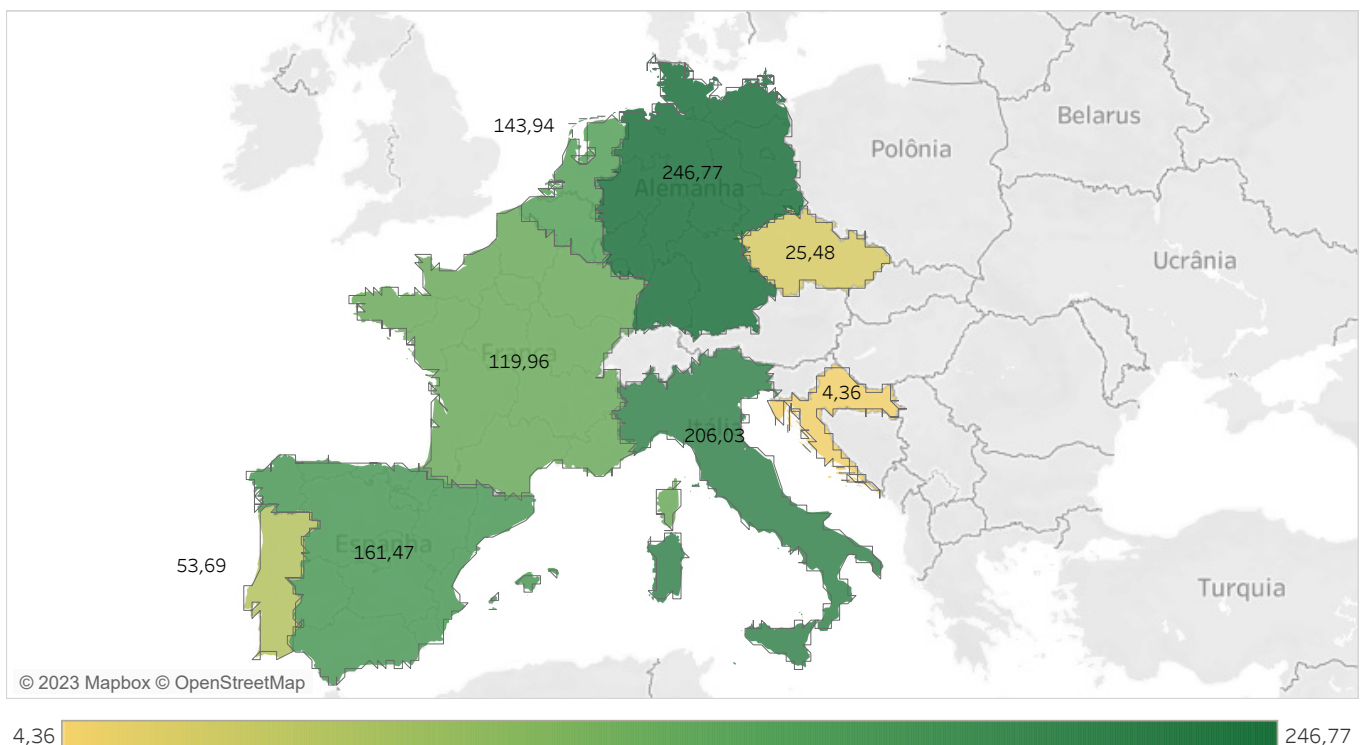 Belarus
143,94
Polônia
246,77
Alemanha
25,48
Ucrânia
França
119,96
4,36
Itália
206,03
Espanha
161,47
53,69
Turquia
© 2023 Mapbox © OpenStreetMap
4,36
246,77